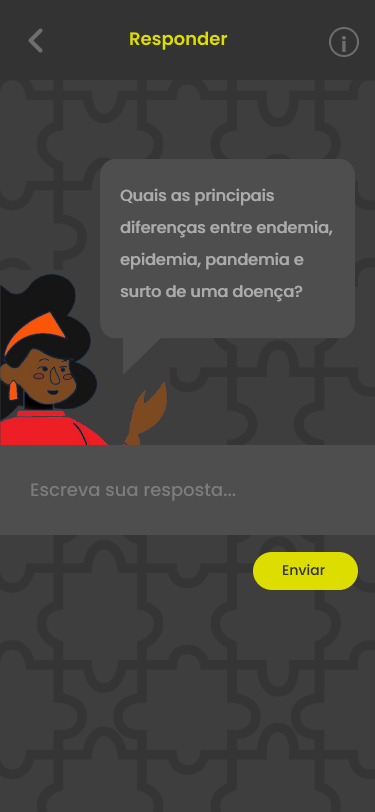 Responder
Quais as principais
diferenças entre endemia,
epidemia, pandemia e
surto de uma doença?
Escreva sua resposta...
Enviar